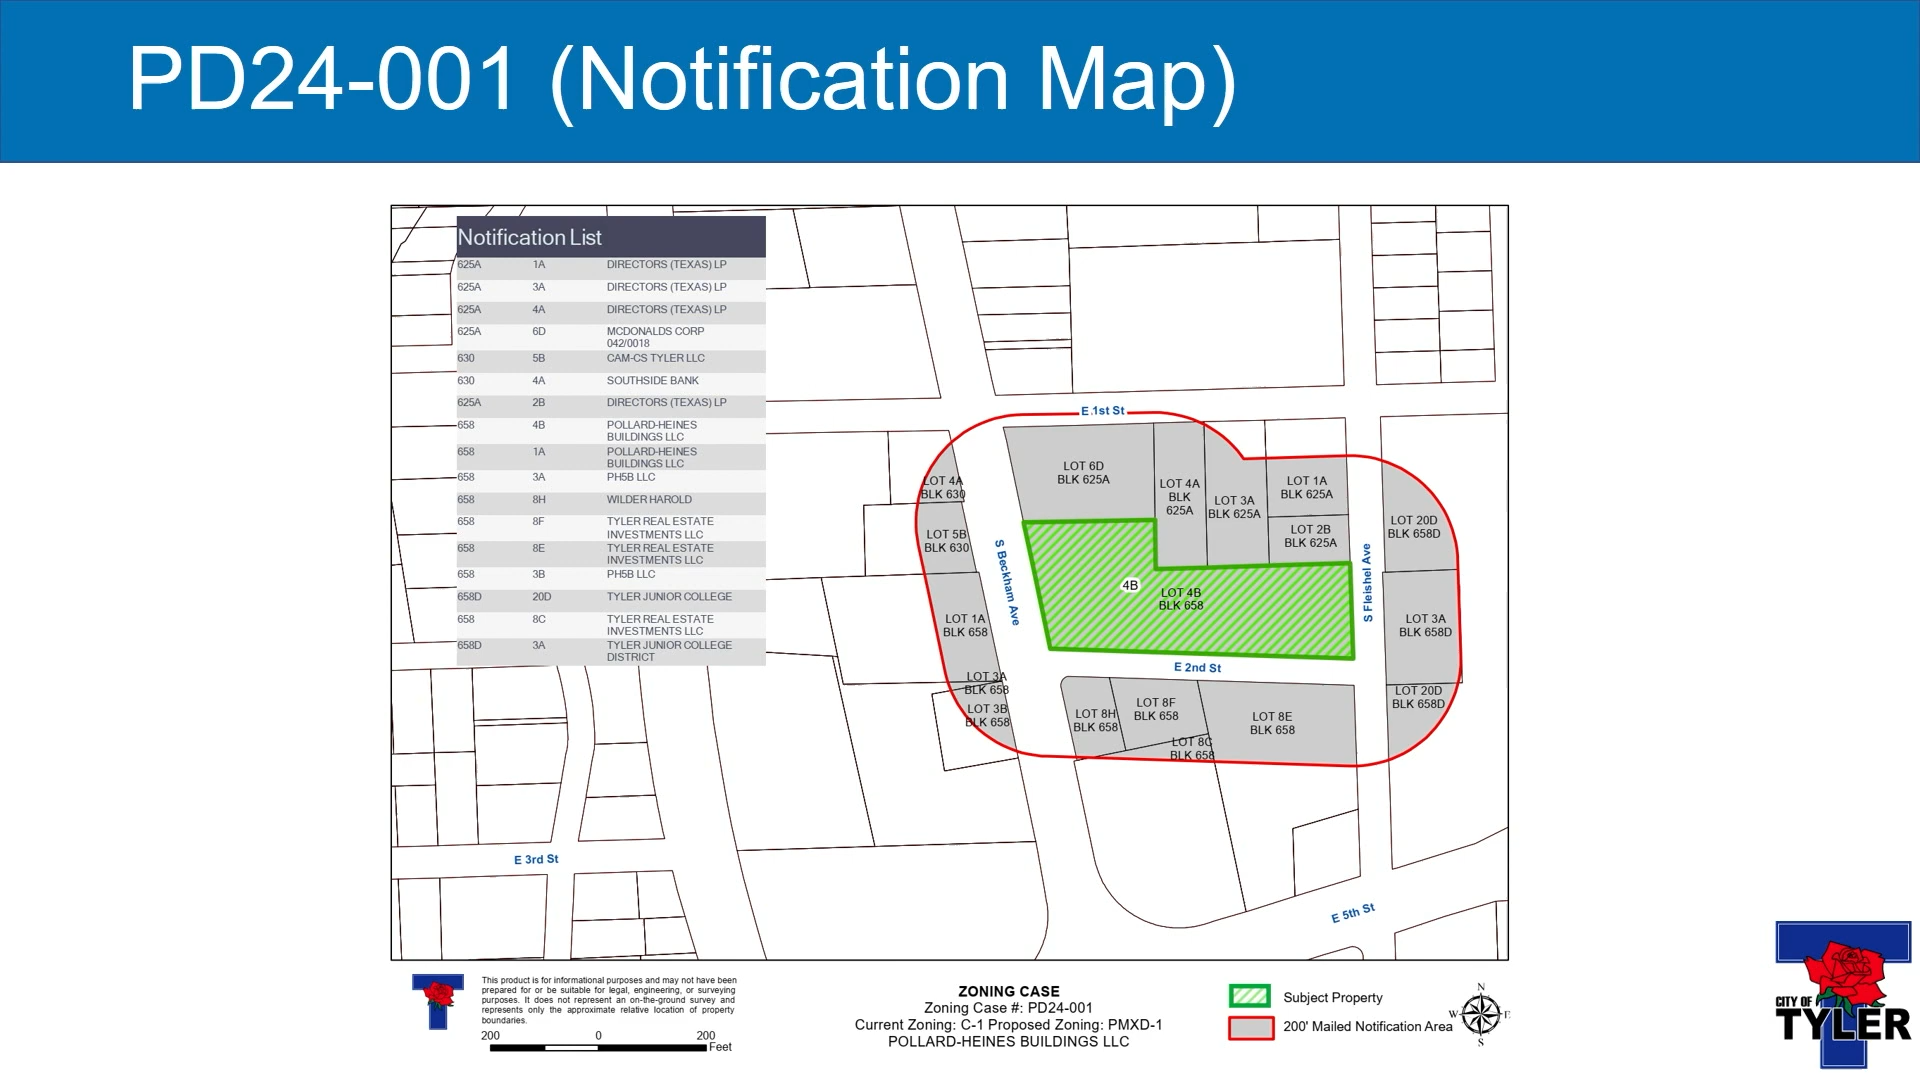 PD24-001 (Notification Map)
Notification List
625A 1A DIRECTORS (TEXAS) LP
625A 3A DIRECTORS (TEXAS) LP
625A 4A DIRECTORS (TEXAS) LP
625A 6D MCDONALDS CORP
042/0018
630 5B CAM-CS TYLER LLC
630 4A SOUTHSIDE BANK
625A 2B DIRECTORS (TEXAS) LP
658 4B POLLARD-HEINES
BUILDINGS LLC
658 1A POLLARD-HEINES
BUILDINGS LLC
658 3A PH5B LLC
658 8H WILDER HAROLD
658 8F TYLER REAL ESTATE
INVESTMENTS LLC
658 8E TYLER REAL ESTATE
INVESTMENTS LLC
658 3B PH5B LLC
658D 20D TYLER JUNIOR COLLEGE
658 8C TYLER REAL ESTATE
INVESTMENTS LLC
658D 3A TYLER JUNIOR COLLEGE
DISTRICT
E 1st St
LOT 6D
BLK 625A
LOT 4A
BLK
625A
LOT 3A
BLK 625A
LOT 1A
BLK 625A
LOT 2B
BLK 625A
LOT 4A
BLK 630
LOT 5B
BLK 630
LOT 20D
BLK 658D
S Beckham Ave
S Fleishel Ave
4B
LOT 4B
BLK 658
LOT 1A
BLK 658
LOT 3A
BLK 658D
E 2nd St
LOT 3A
BLK 658
LOT 3B
BLK 658
LOT 8H
BLK 658
LOT 8F
BLK 658
LOT 8C
BLK 658
LOT 8E
BLK 658
LOT 20D
BLK 658D
E 3rd St
E 5th St
This product is for informational purposes and may not have been
prepared for or be suitable for legal, engineering, or surveying
purposes. It does not represent an on-the-ground survey and
represents only the approximate relative location of property
boundaries.
200 0 200
Feet
ZONING CASE
Zoning Case #: PD24-001
Current Zoning: C-1 Proposed Zoning: PMXD-1
POLLARD-HEINES BUILDINGS LLC
Subject Property
200' Mailed Notification Area
N
W E
S
CITY OF
TYLER